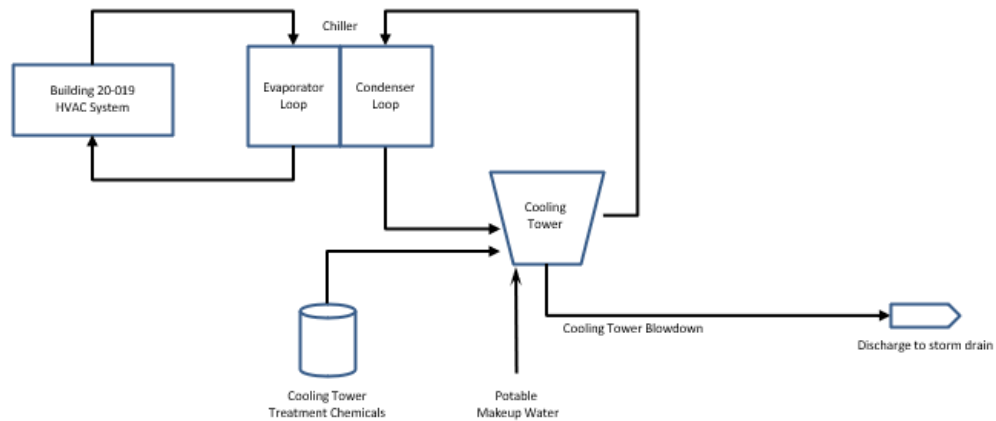 Chiller
Building 20-019
HVAC System
Evaporator
Loop
Condenser
Loop
Cooling
Tower
Cooling Tower Blowdown
Discharge to storm drain
Cooling Tower
Treatment Chemicals
Potable
Makeup Water